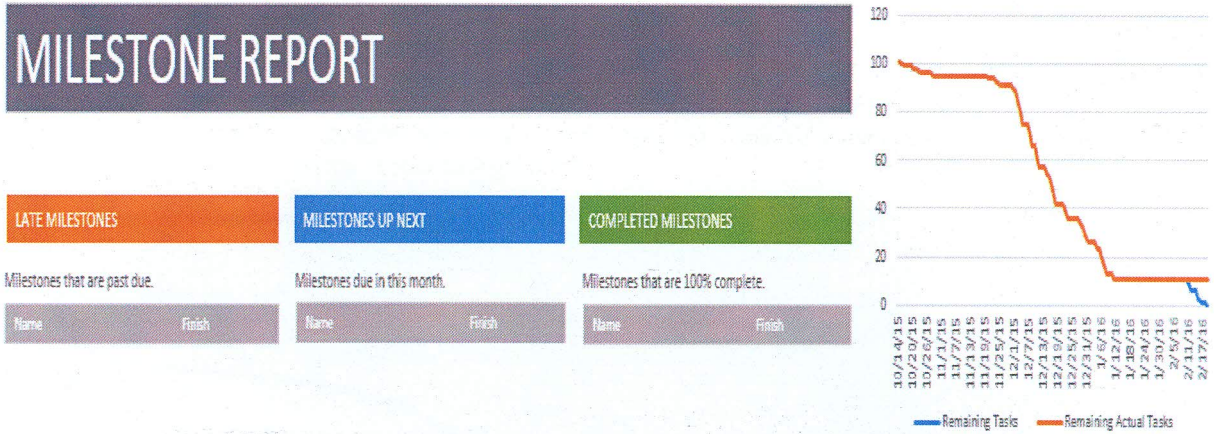 MILESTONE REPORT
LATE MILESTONES
Milestones that are past due.
Name Finish
MILESTONES UP NEXT
Milestones due in this month.
Name Finish
COMPLETED MILESTONES
Milestones that are 100% complete.
Name Finish
120
100
80
60
40
20
0
10/14/15
10/20/15
10/26/15
11/1/15
11/7/15
11/13/15
11/19/15
11/25/15
12/1/15
12/7/15
12/13/15
12/19/15
12/25/15
12/31/15
1/6/16
1/12/16
1/18/16
1/24/16
1/30/16
2/5/16
2/11/16
2/17/16
Remaining Tasks
Remaining Actual Tasks